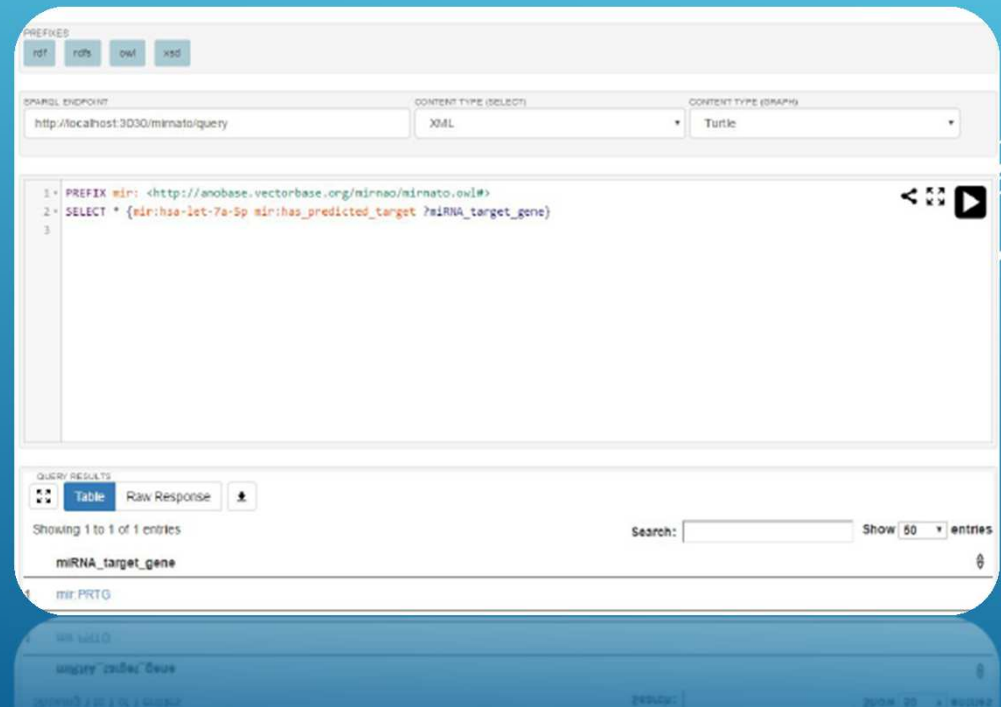 PREFIXES
rdf rdfs owl xsd
SPARQL ENDPOINT CONTENT TYPE (SELECT) CONTENT TYPE (GRAPH)
http://localhost:3030/mirnato/query XML Turtle
1 PREFIX mir: <http://anobase.vectorbase.org/mirnao/mirnato.owl#>
2 SELECT * {mir:hsa-let-7a-5p mir:has_predicted_target ?miRNA_target_gene}
3
QUERY RESULTS
Table Raw Response
Showing 1 to 1 of 1 entries Search: Show 50 entries
miRNA_target_gene
1 mir:PRTG